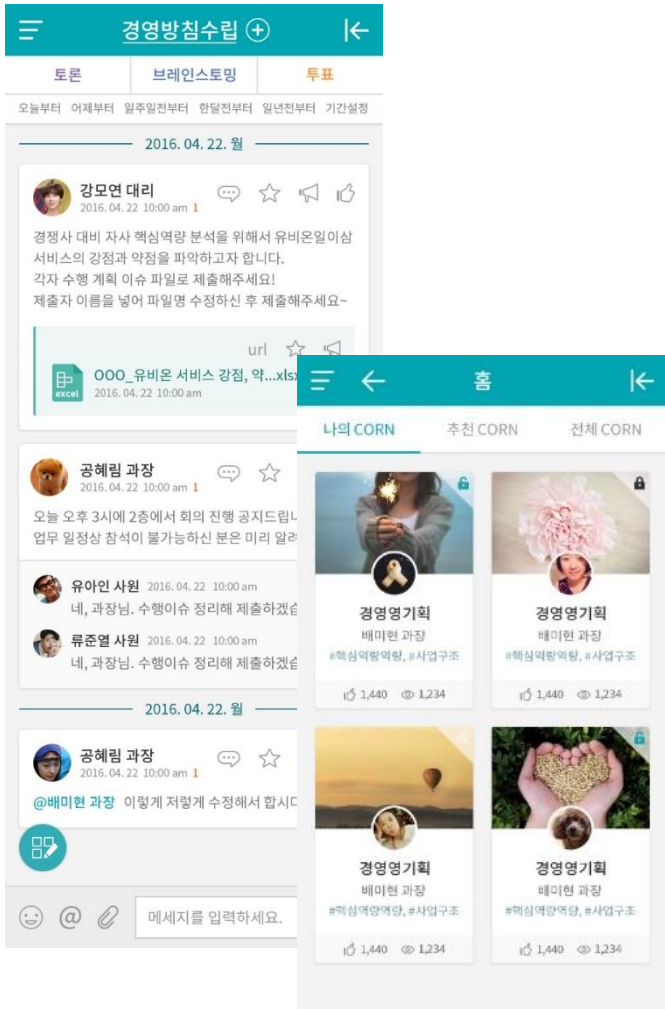 경영방침수립
토론 브레인스토밍 투표
오늘부터 어제부터 일주일전부터 한달전부터 일년전부터 기간설정
2016. 04. 22. 월
강모연 대리
2016. 04. 22 10:00 am 1
경쟁사 대비 자사 핵심역량 분석을 위해서 유비온일이삼
서비스의 강점과 약점을 파악하고자 합니다.
각자 수행 계획 이슈 파일로 제출해주세요!
제출자 이름을 넣어 파일명 수정하신 후 제출해주세요~
url
excel
OOO_유비온 서비스 강점, 약...xlsx
2016. 04. 22 10:00 am
공혜림 과장
2016. 04. 22 10:00 am 1
오늘 오후 3시에 2층에서 회의 진행 공지드립니
업무 일정상 참석이 불가능하신 분은 미리 알려
유아인 사원 2016. 04. 22 10:00 am
네, 과장님. 수행이슈 정리해 제출하겠습
류준열 사원 2016. 04. 22 10:00 am
네, 과장님. 수행이슈 정리해 제출하겠습
2016. 04. 22. 월
공혜림 과장
2016. 04. 22 10:00 am 1
@배미현 과장 이렇게 저렇게 수정해서 합시다
메세지를 입력하세요.
홈
나의 CORN 추천 CORN 전체 CORN
경영영기획
배미현 과장
#핵심역량역량, #사업구조
1,440 1,234
경영영기획
배미현 과장
#핵심역량역량, #사업구조
1,440 1,234
경영영기획
배미현 과장
#핵심역량역량, #사업구조
1,440 1,234
경영영기획
배미현 과장
#핵심역량역량, #사업구조
1,440 1,234